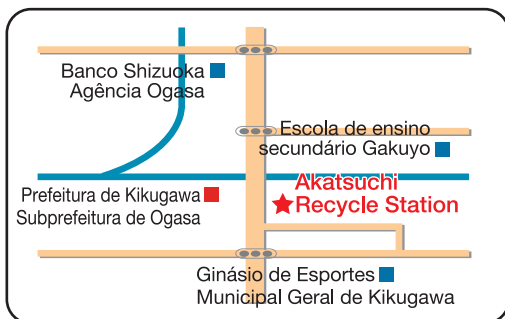 Banco Shizuoka
Agência Ogasa
Escola de ensino
secundário Gakuyo
Akatsuchi
Recycle Station
Prefeitura de Kikugawa
Subprefeitura de Ogasa
Ginásio de Esportes
Municipal Geral de Kikugawa